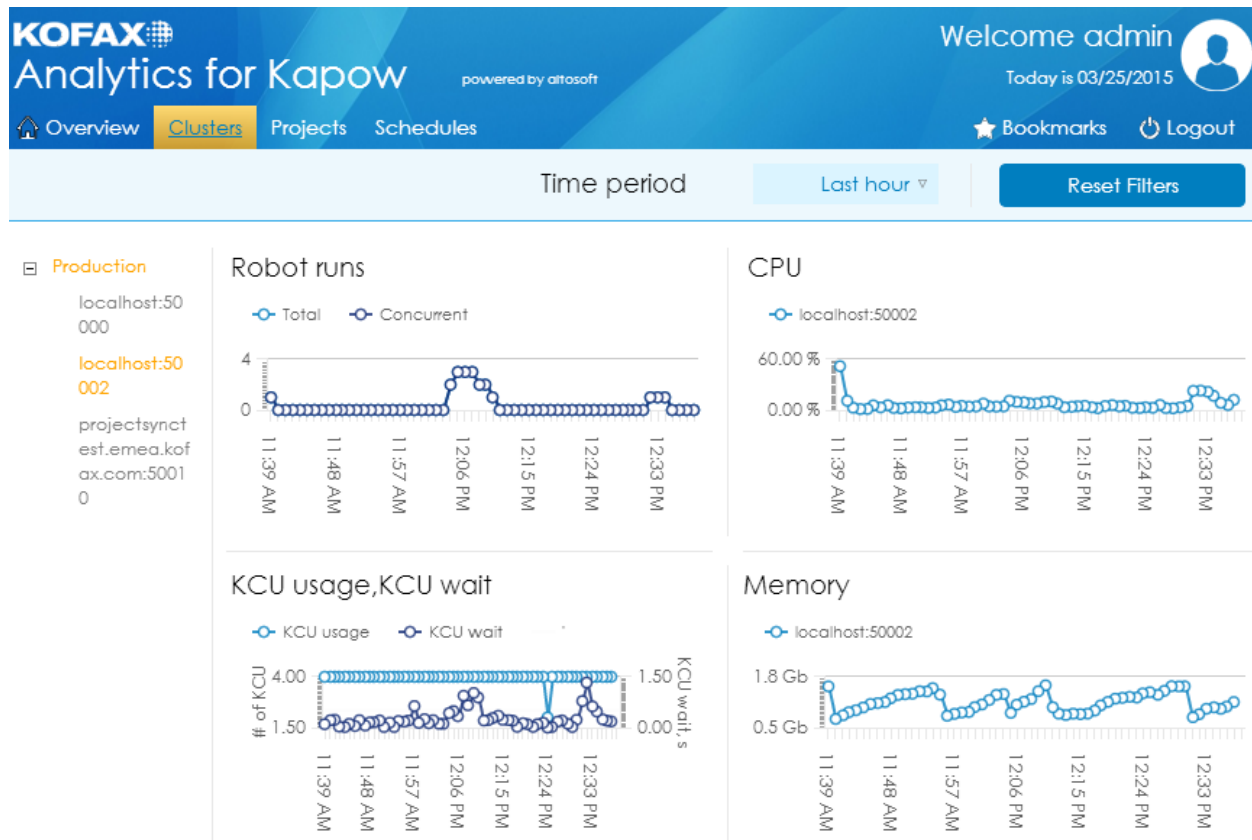 KOFAX
Analytics for Kapow
powered by altosoft
Welcome admin
Today is 03/25/2015
Overview
Clusters
Projects
Schedules
Bookmarks
Logout
Time period
Last hour
Reset Filters
Production
localhost:50
000
localhost:50
002
projectsynct
est.emea.kof
ax.com:5001
0
Robot runs
Total
Concurrent
4
0
11:39 AM
11:48 AM
11:57 AM
12:06 PM
12:15 PM
12:24 PM
12:33 PM
CPU
localhost:50002
60.00 %
0.00 %
11:39 AM
11:48 AM
11:57 AM
12:06 PM
12:15 PM
12:24 PM
12:33 PM
KCU usage,KCU wait
KCU usage
KCU wait
# of KCU
4.00
1.50
1.50
0.00
KCU wait, s
11:39 AM
11:48 AM
11:57 AM
12:06 PM
12:15 PM
12:24 PM
12:33 PM
Memory
localhost:50002
1.8 Gb
0.5 Gb
11:39 AM
11:48 AM
11:57 AM
12:06 PM
12:15 PM
12:24 PM
12:33 PM